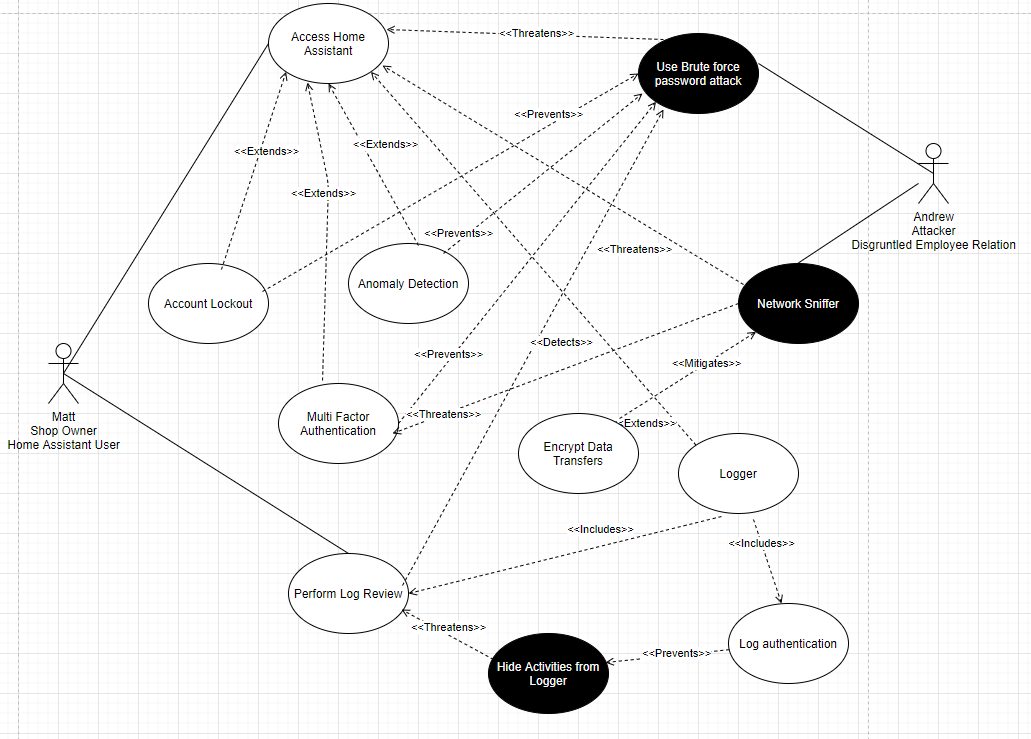 Access Home
Assistant
<<Threatens>>
Use Brute force
password attack
<<Prevents>>
<<Extends>>
<<Extends>>
<<Extends>>
Andrew
Attacker
Disgruntled Employee Relation
<<Prevents>>
<<Threatens>>
Account Lockout
Anomaly Detection
Network Sniffer
<<Detects>>
<<Prevents>>
<<Mitigates>>
Matt
Shop Owner
Home Assistant User
Multi Factor
Authentication
<<Threatens>>
<<Extends>>
Encrypt Data
Transfers
Logger
<<Includes>>
<<Includes>>
Perform Log Review
<<Threatens>>
Hide Activities from
Logger
<<Prevents>>
Log authentication